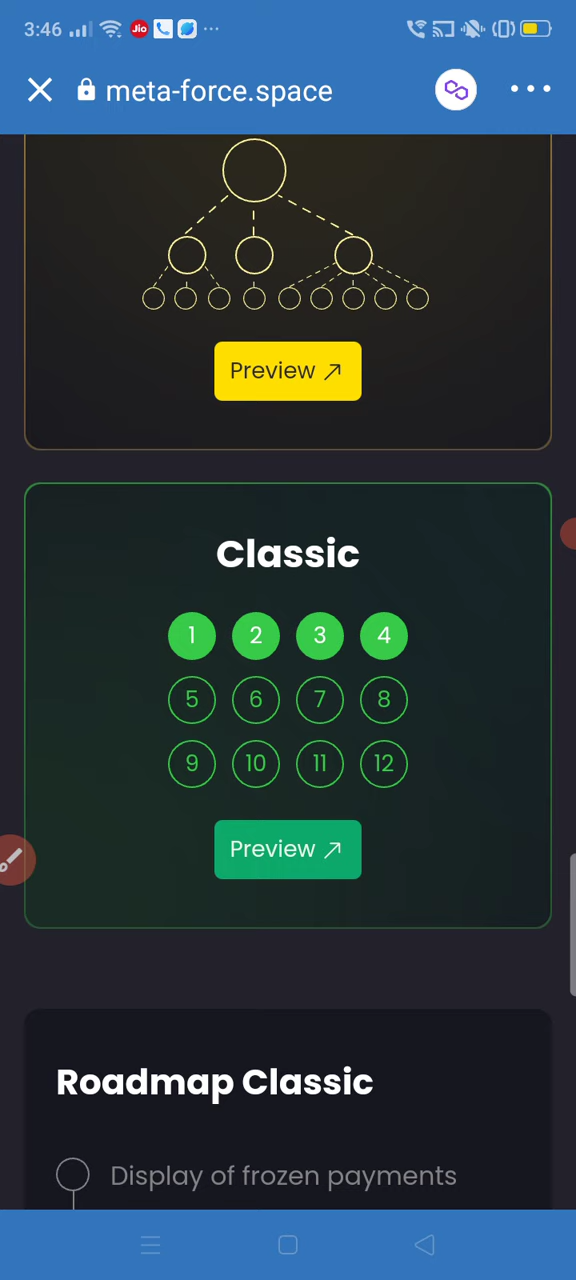 3:46
Jio
meta-force.space
Preview
Classic
1 2 3 4
5 6 7 8
9 10 11 12
Preview
Roadmap Classic
Display of frozen payments